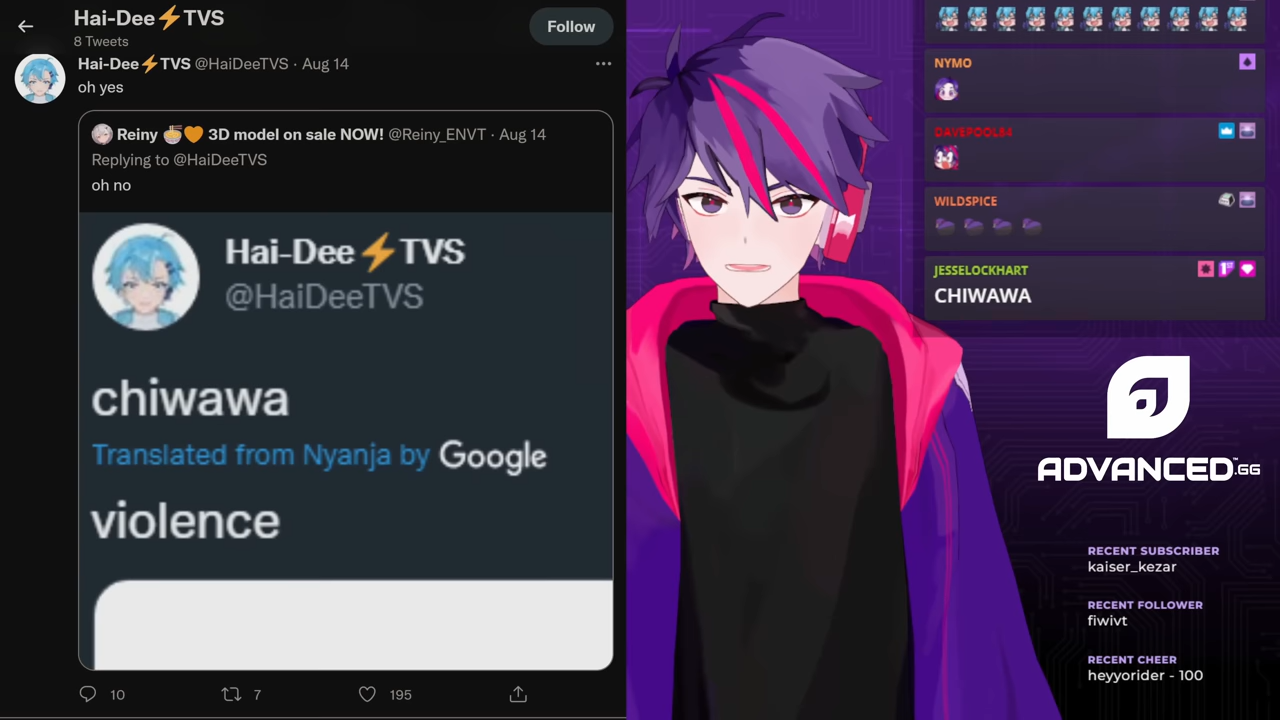 Hai-Dee⚡TVS
8 Tweets
Follow
Hai-Dee⚡TVS @HaiDeeTVS · Aug 14
oh yes
Reiny 🍜🧡 3D model on sale NOW! @Reiny_ENVT · Aug 14
Replying to @HaiDeeTVS
oh no
Hai-Dee⚡TVS
@HaiDeeTVS
chiwawa
Translated from Nyanja by Google
violence
10
7
195
NYMO
DAVEPOOL84
WILDSPICE
JESSELOCKHART
CHIWAWA
ADVANCED™.GG
RECENT SUBSCRIBER
kaiser_kezar
RECENT FOLLOWER
fiwivt
RECENT CHEER
heyyorider - 100